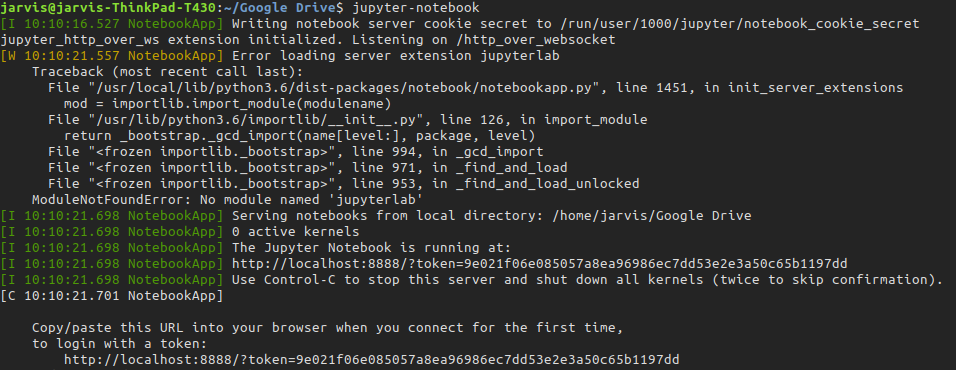 jarvis@jarvis-ThinkPad-T430:~/Google Drive$ jupyter-notebook
[I 10:10:16.527 NotebookApp] Writing notebook server cookie secret to /run/user/1000/jupyter/notebook_cookie_secret
jupyter_http_over_ws extension initialized. Listening on /http_over_websocket
[W 10:10:21.557 NotebookApp] Error loading server extension jupyterlab
    Traceback (most recent call last):
      File "/usr/local/lib/python3.6/dist-packages/notebook/notebookapp.py", line 1451, in init_server_extensions
        mod = importlib.import_module(modulename)
      File "/usr/lib/python3.6/importlib/__init__.py", line 126, in import_module
        return _bootstrap._gcd_import(name[level:], package, level)
      File "<frozen importlib._bootstrap>", line 994, in _gcd_import
      File "<frozen importlib._bootstrap>", line 971, in _find_and_load
      File "<frozen importlib._bootstrap>", line 953, in _find_and_load_unlocked
    ModuleNotFoundError: No module named 'jupyterlab'
[I 10:10:21.698 NotebookApp] Serving notebooks from local directory: /home/jarvis/Google Drive
[I 10:10:21.698 NotebookApp] 0 active kernels
[I 10:10:21.698 NotebookApp] The Jupyter Notebook is running at:
[I 10:10:21.698 NotebookApp] http://localhost:8888/?token=9e021f06e085057a8ea96986ec7dd53e2e3a50c65b1197dd
[I 10:10:21.698 NotebookApp] Use Control-C to stop this server and shut down all kernels (twice to skip confirmation).
[C 10:10:21.701 NotebookApp]
    Copy/paste this URL into your browser when you connect for the first time,
    to login with a token:
        http://localhost:8888/?token=9e021f06e085057a8ea96986ec7dd53e2e3a50c65b1197dd